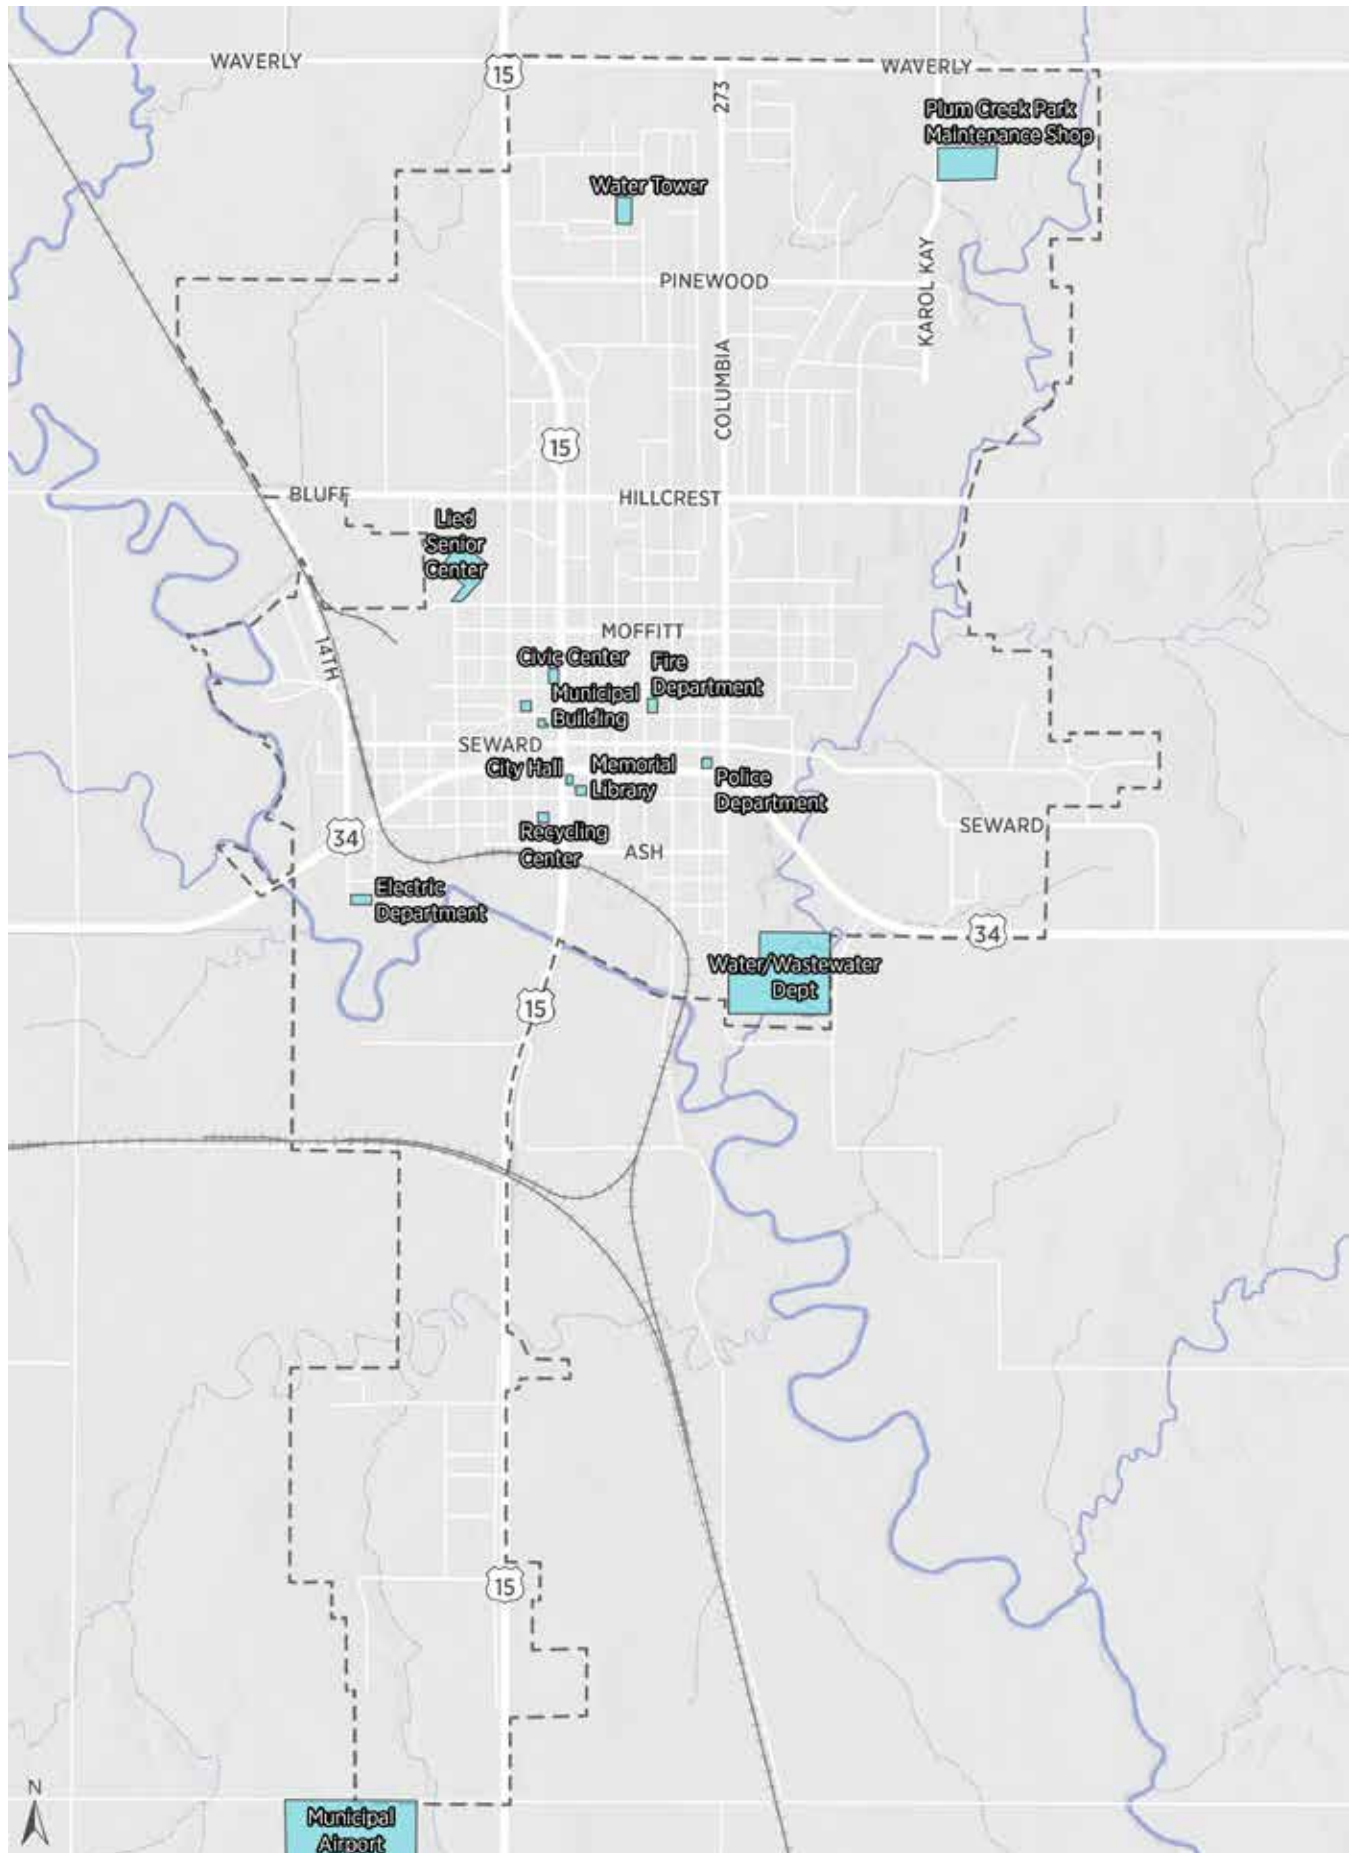 WAVERLY
15
WAVERLY
273
Plum Creek Park
Maintenance Shop
Water Tower
PINEWOOD
KAROL KAY
COLUMBIA
15
BLUFF
HILLCREST
Lied
Senior
Center
14TH
MOFFITT
Civic Center
Fire
Department
Municipal
Building
SEWARD
City Hall
Memorial
Library
Police
Department
Recycling
Center
34
ASH
SEWARD
Electric
Department
34
Water/Wastewater
Dept
15
15
N
Municipal
Airport